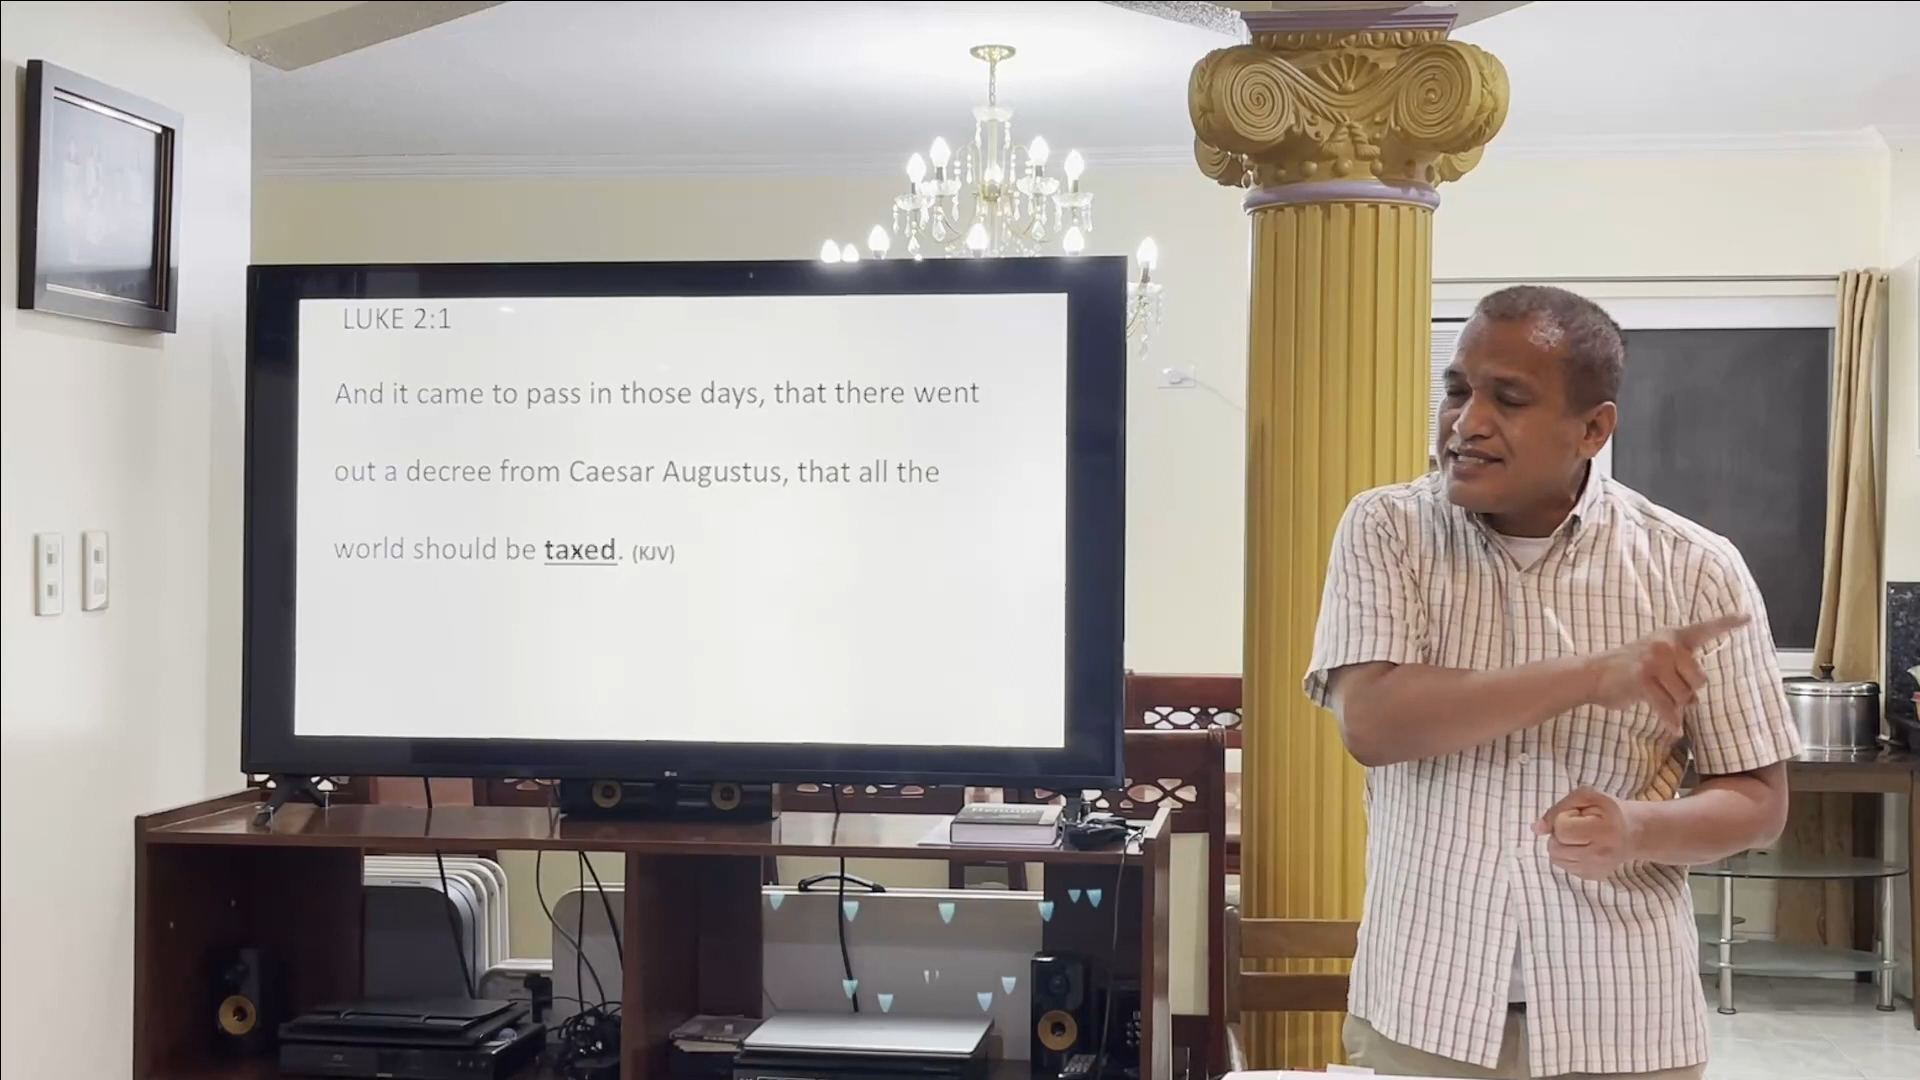 LUKE 2:1
And it came to pass in those days, that there went
out a decree from Caesar Augustus, that all the
world should be taxed. (KJV)
LG